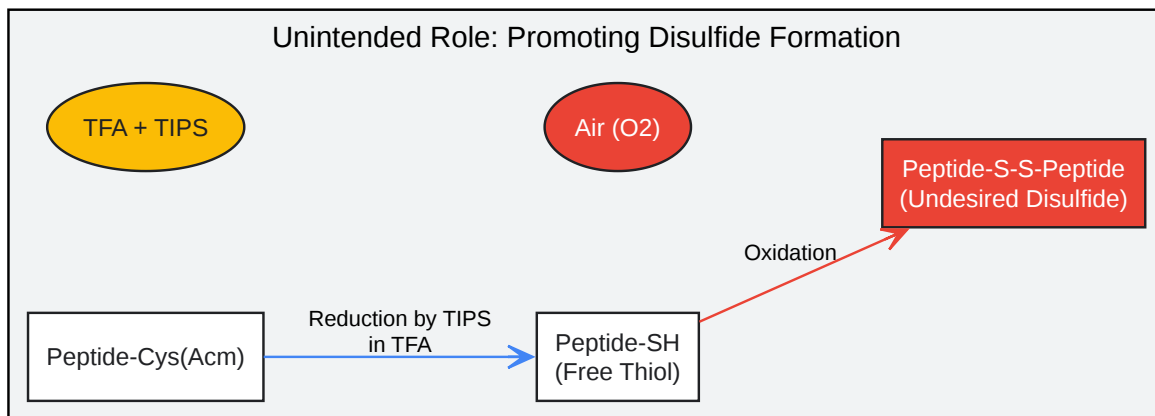 Unintended Role: Promoting Disulfide Formation
TFA + TIPS
Air (O2)
Peptide-S-S-Peptide
(Undesired Disulfide)
Oxidation
Reduction by TIPS
in TFA
Peptide-Cys(Acm)
Peptide-SH
(Free Thiol)